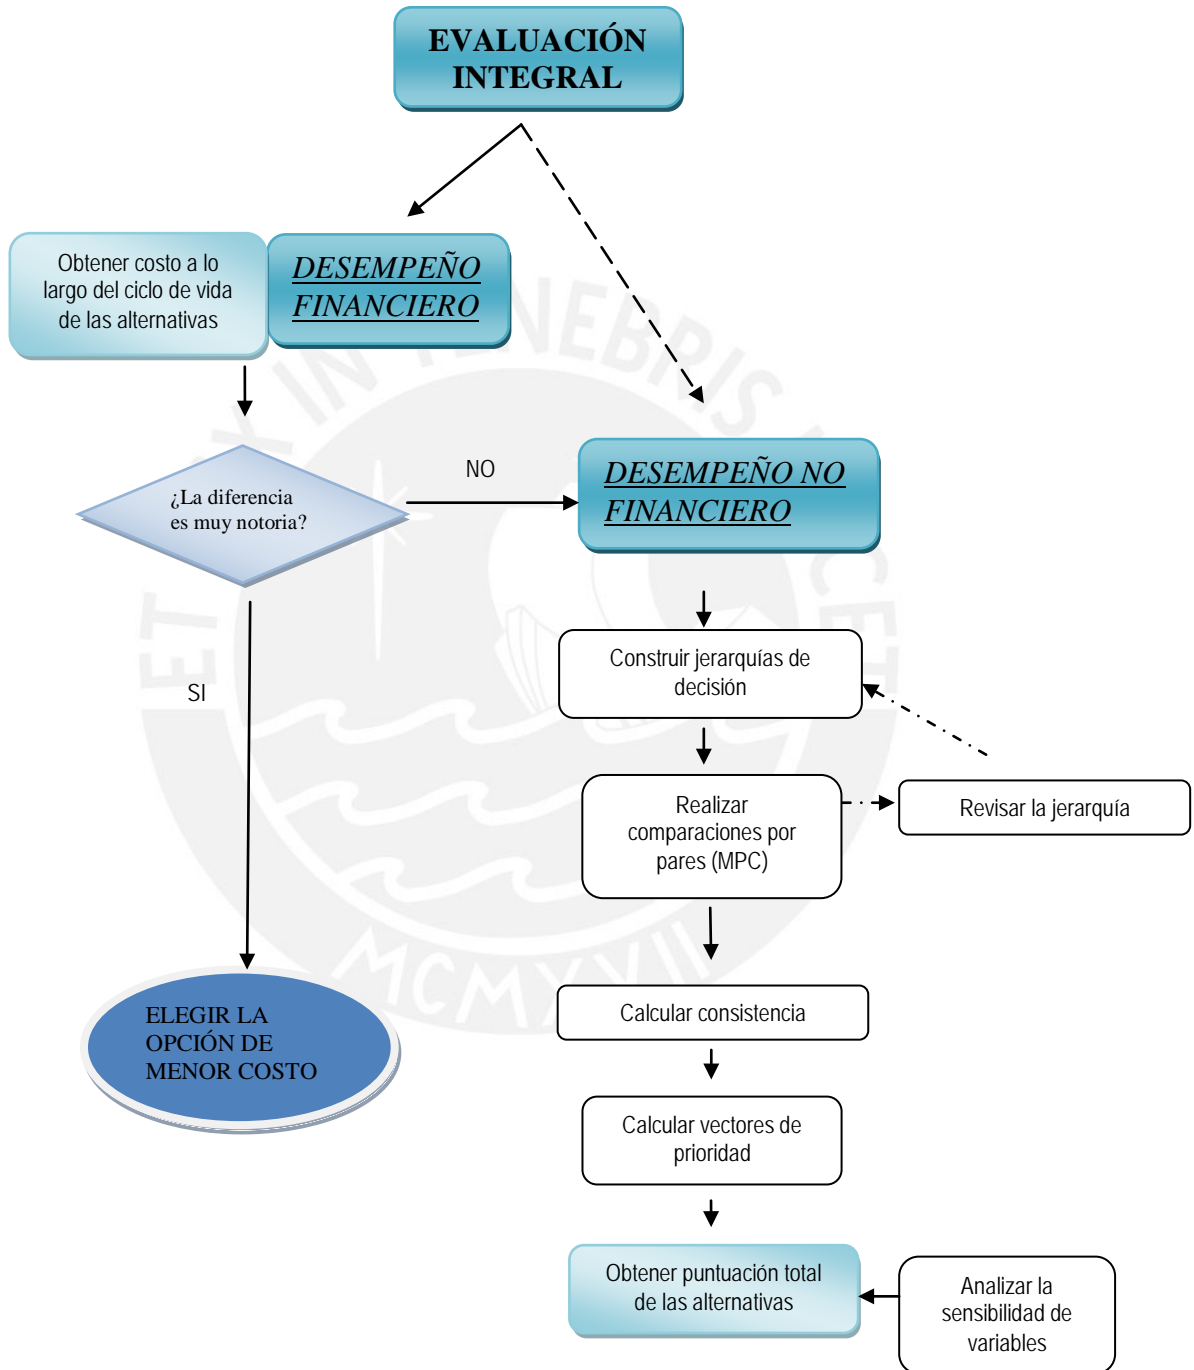 EVALUACIÓN
INTEGRAL
Obtener costo a lo
largo del ciclo de vida
de las alternativas
DESEMPEÑO
FINANCIERO
¿La diferencia
es muy notoria?
NO
DESEMPEÑO NO
FINANCIERO
SI
Construir jerarquías de
decisión
Realizar
comparaciones por
pares (MPC)
Revisar la jerarquía
ELEGIR LA
OPCIÓN DE
MENOR COSTO
Calcular consistencia
Calcular vectores de
prioridad
Obtener puntuación total
de las alternativas
Analizar la
sensibilidad de
variables
MCMXVII